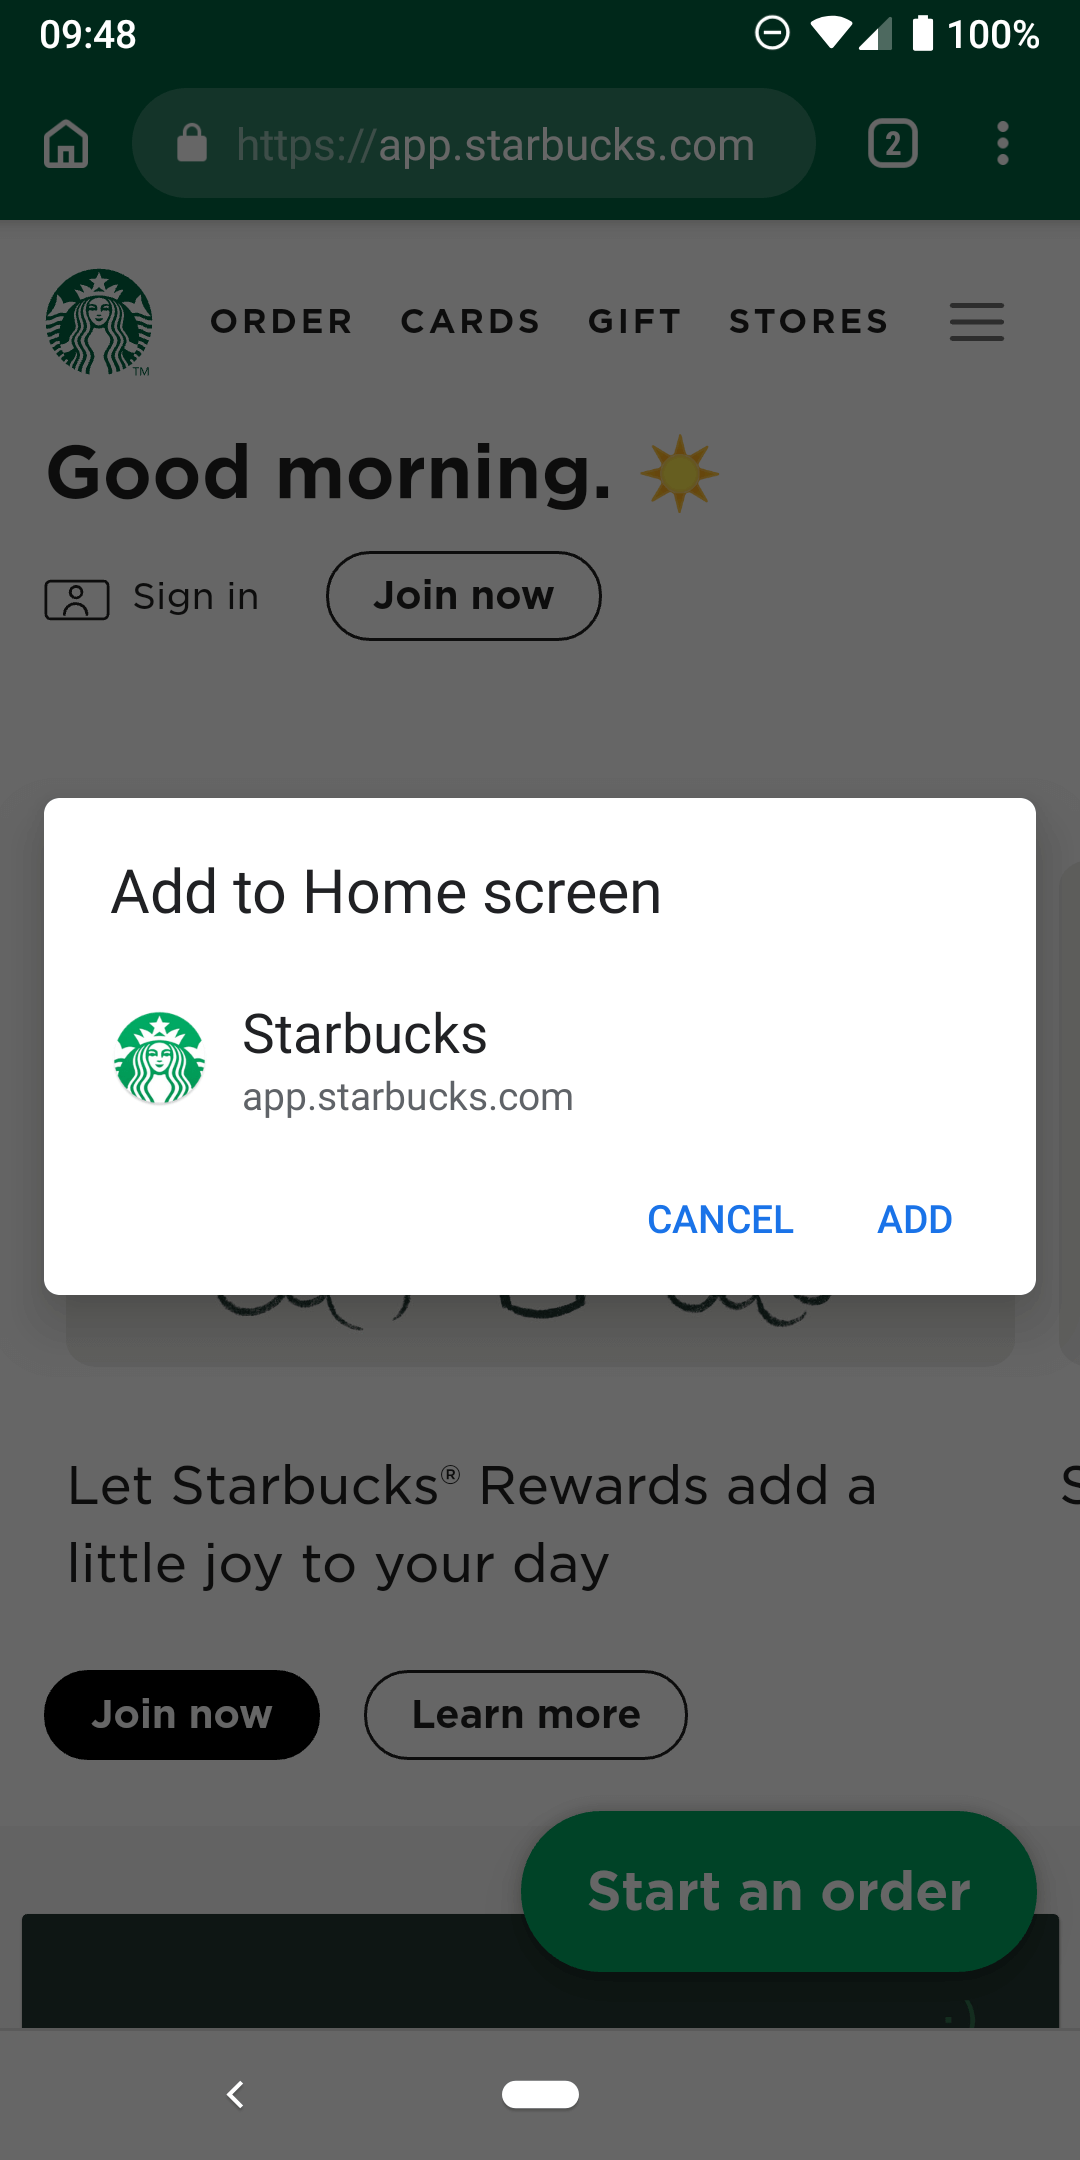 09:48
100%
https://app.starbucks.com
2
ORDER CARDS GIFT STORES
TM
Good morning.
Sign in
Join now
Add to Home screen
Starbucks
app.starbucks.com
CANCEL ADD
Let Starbucks® Rewards add a
little joy to your day
S
Join now
Learn more
Start an order